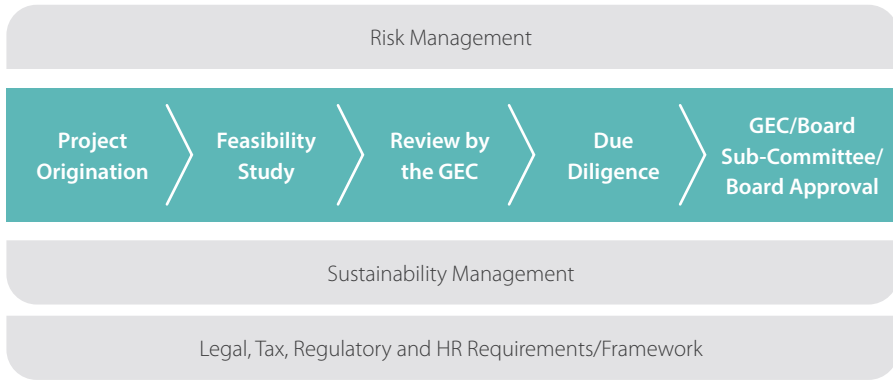 Risk Management
Project
Origination
Feasibility
Study
Review by
the GEC
Due
Diligence
GEC/Board
Sub-Committee/
Board Approval
Sustainability Management
Legal, Tax, Regulatory and HR Requirements/Framework